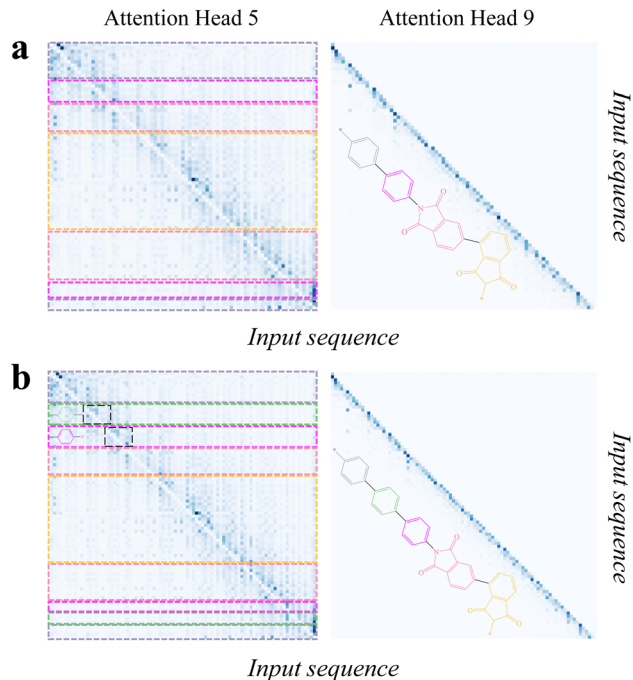 Attention Head 5 Attention Head 9
a
Input sequence
O
N
O
O
O
Input sequence
b
Input sequence
O
N
O
O
O
Input sequence